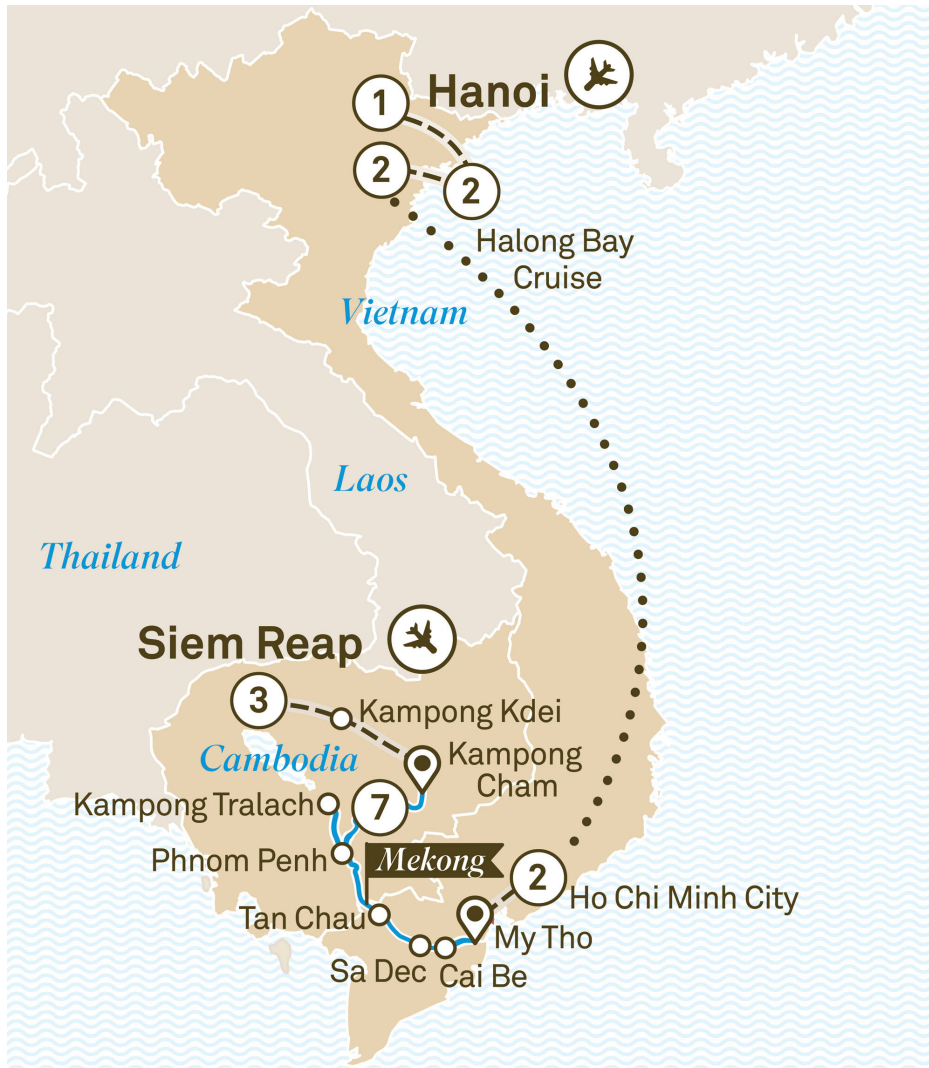 1
Hanoi
2
2
Halong Bay
Cruise
Vietnam
Laos
Thailand
Siem Reap
3
Kampong Kdei
Cambodia
Kampong
Cham
Kampong Tralach
7
Phnom Penh
Mekong
2
Ho Chi Minh City
Tan Chau
My Tho
Sa Dec
Cai Be